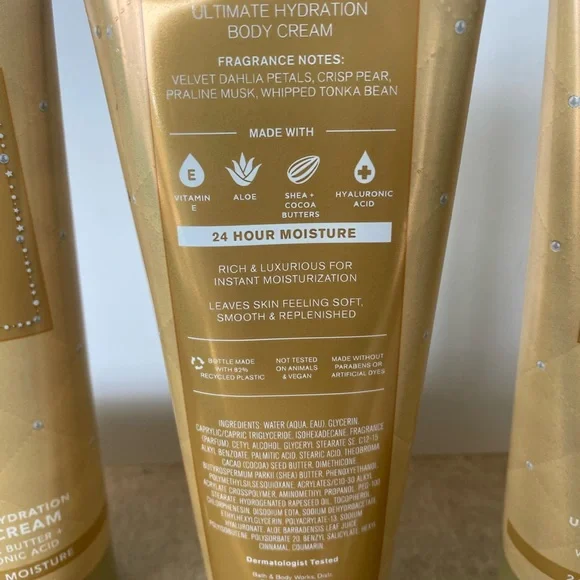 ULTIMATE HYDRATION
BODY CREAM
FRAGRANCE NOTES:
VELVET DAHLIA PETALS, CRISP PEAR,
PRALINE MUSK, WHIPPED TONKA BEAN
MADE WITH
E
VITAMIN
E
ALOE
SHEA +
COCOA
BUTTERS
HYALURONIC
ACID
24 HOUR MOISTURE
RICH & LUXURIOUS FOR
INSTANT MOISTURIZATION
LEAVES SKIN FEELING SOFT,
SMOOTH & REPLENISHED
BOTTLE MADE
WITH 82%
RECYCLED PLASTIC
NOT TESTED
ON ANIMALS
& VEGAN
MADE WITHOUT
PARABENS OR
ARTIFICIAL DYES
INGREDIENTS: WATER (AQUA, EAU), GLYCERIN,
CAPRYLIC/CAPRIC TRIGLYCERIDE, ISOHEXADECANE, FRAGRANCE
(PARFUM), CETYL ALCOHOL, GLYCERYL STEARATE SE, C12-15
ALKYL BENZOATE, PALMITIC ACID, STEARIC ACID, THEOBROMA
CACAO (COCOA) SEED BUTTER, DIMETHICONE,
BUTYROSPERMUM PARKII (SHEA) BUTTER, PHENOXYETHANOL,
POLYMETHYLSILSESQUIOXANE, ACRYLATES/C10-30 ALKYL
ACRYLATE CROSSPOLYMER, AMINOMETHYL PROPANOL, PEG-100
STEARATE, HYDROGENATED RAPESEED OIL, TOCOPHEROL,
CHLORPHENESIN, DISODIUM EDTA, SODIUM DEHYDROACETATE,
ETHYLHEXYLGLYCERIN, POLYACRYLATE-13, SODIUM
HYALURONATE, ALOE BARBADENSIS LEAF JUICE,
POLYISOBUTENE, POLYSORBATE 20, BENZYL SALICYLATE, HEXYL
CINNAMAL, COUMARIN.
Dermatologist Tested
Bath & Body Works, Distr.
HYDRATION
CREAM
BUTTER +
ONIC ACID
MOISTURE